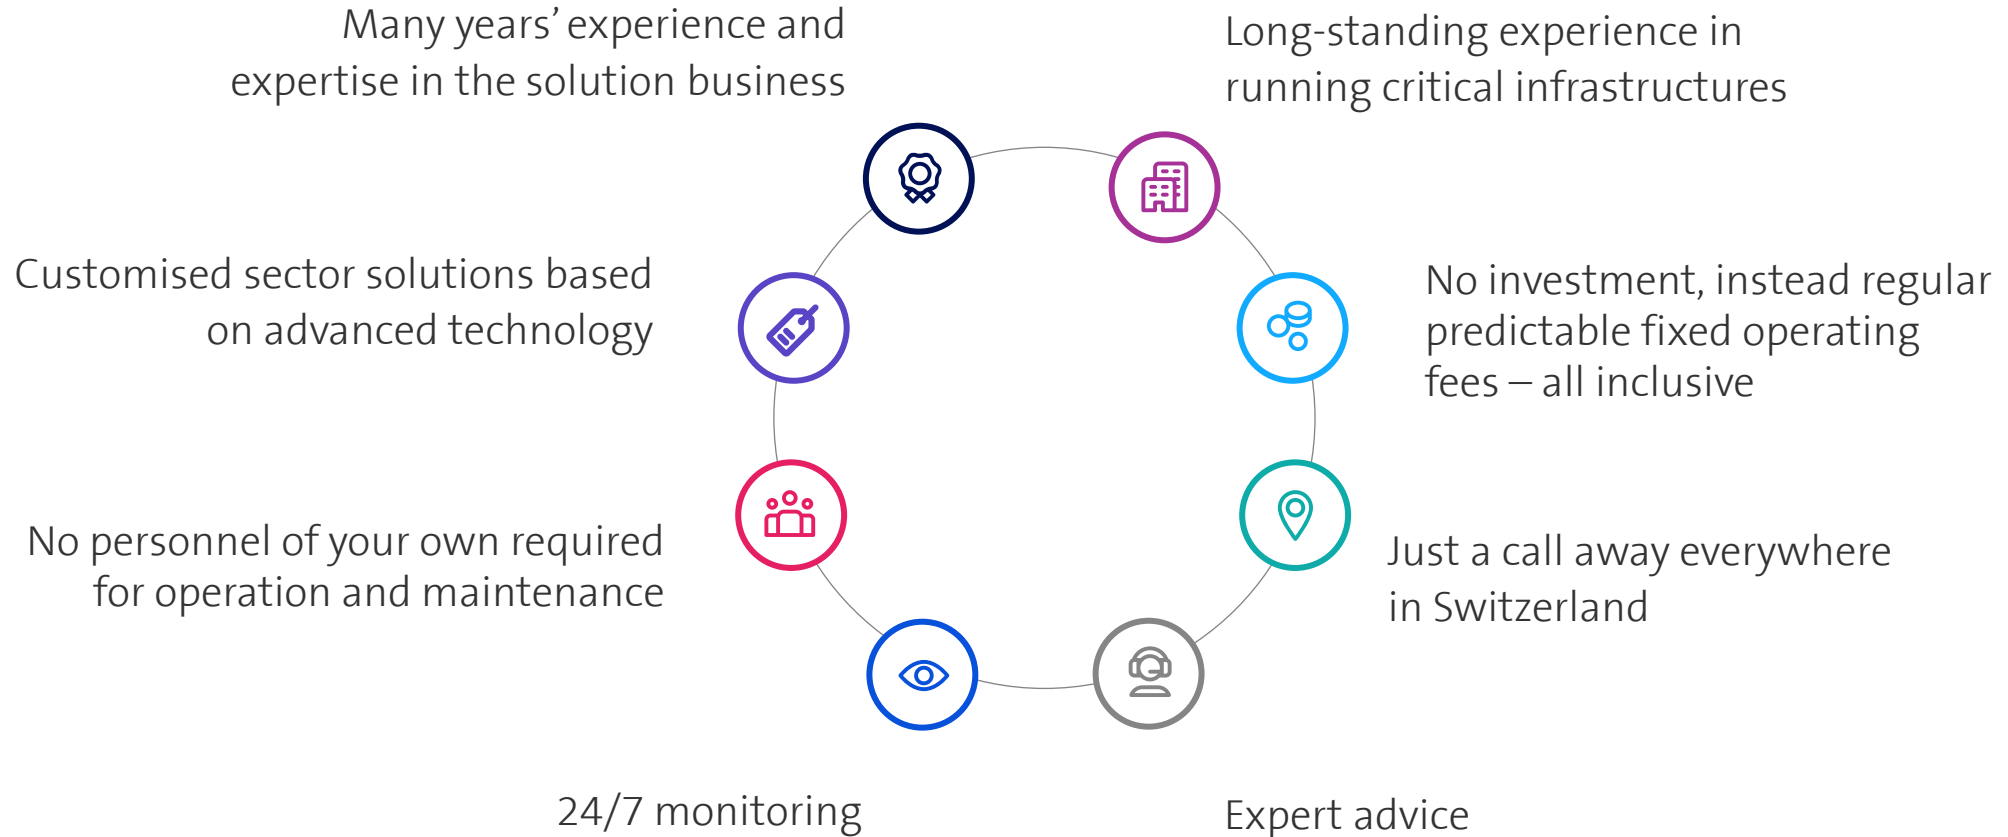 Many years’ experience and
expertise in the solution business
Long-standing experience in
running critical infrastructures
Customised sector solutions based
on advanced technology
No investment, instead regular
predictable fixed operating
fees – all inclusive
No personnel of your own required
for operation and maintenance
Just a call away everywhere
in Switzerland
24/7 monitoring
Expert advice